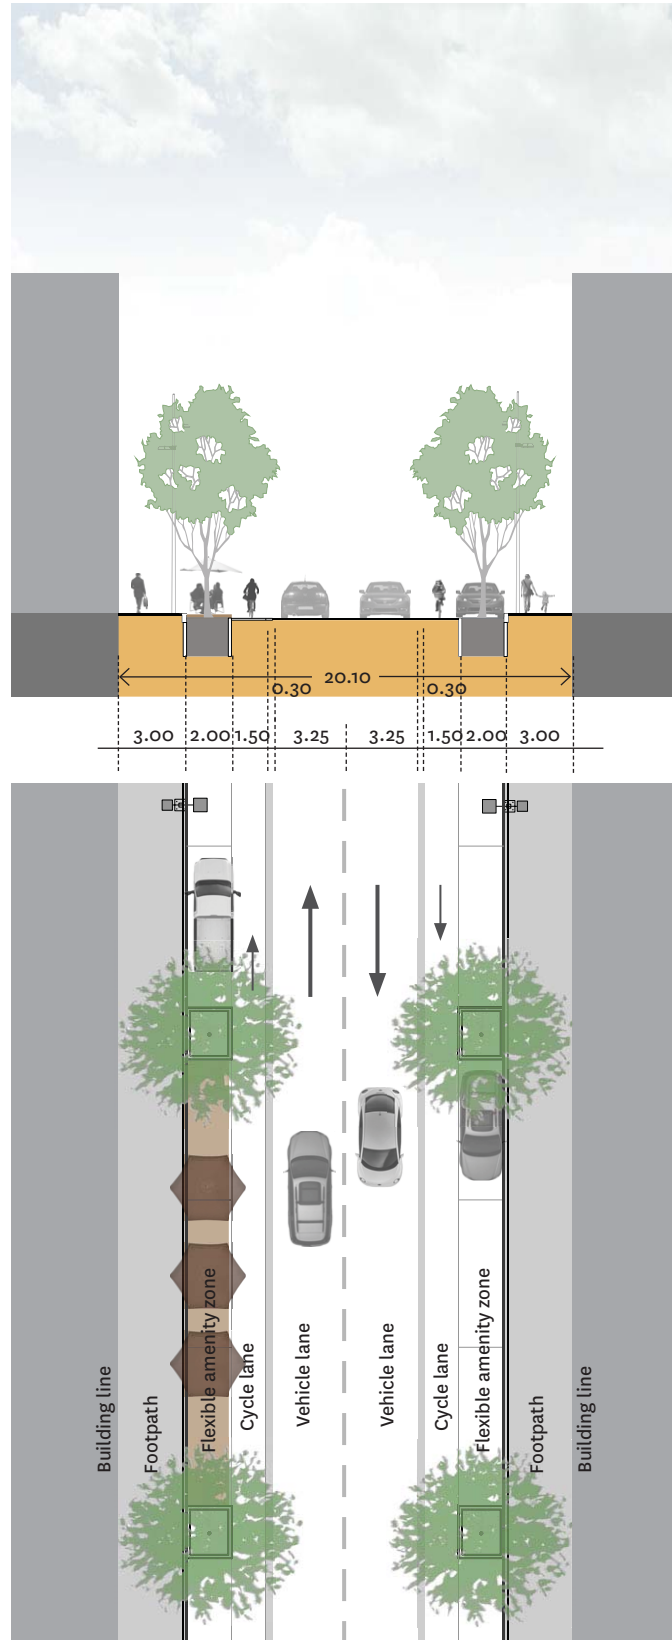 20.10
0.30
0.30
3.00
2.00
1.50
3.25
3.25
1.50
2.00
3.00
Building line
Footpath
Flexible amenity zone
Cycle lane
Vehicle lane
Vehicle lane
Cycle lane
Flexible amenity zone
Footpath
Building line